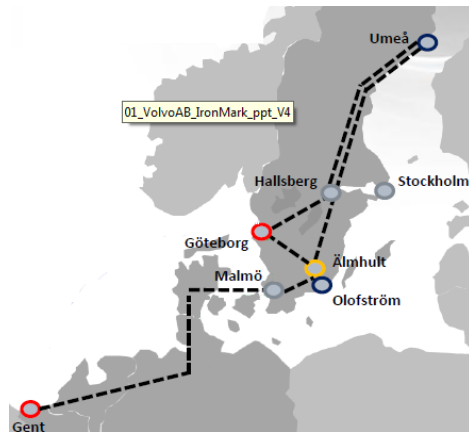 Umeå
01_VolvoAB_IronMark_ppt_V4
Hallsberg
Stockholm
Göteborg
Älmhult
Malmö
Olofström
Gent